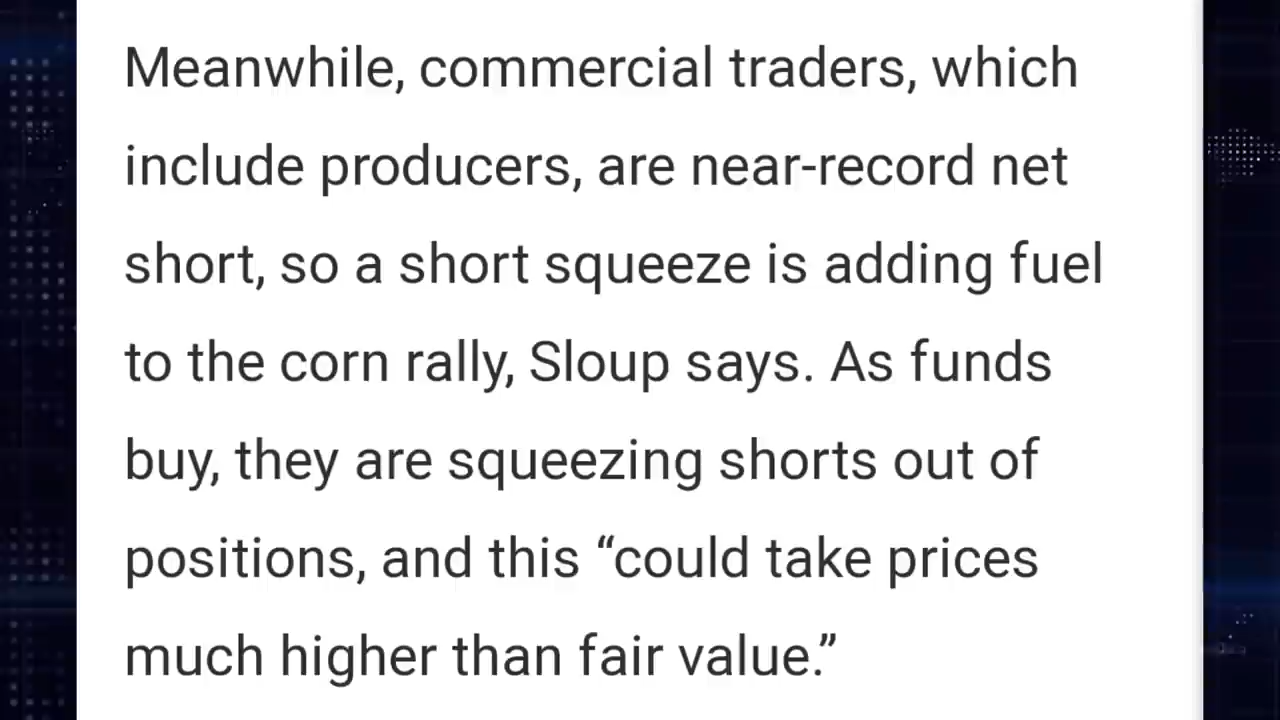 Meanwhile, commercial traders, which
include producers, are near-record net
short, so a short squeeze is adding fuel
to the corn rally, Sloup says. As funds
buy, they are squeezing shorts out of
positions, and this “could take prices
much higher than fair value.”